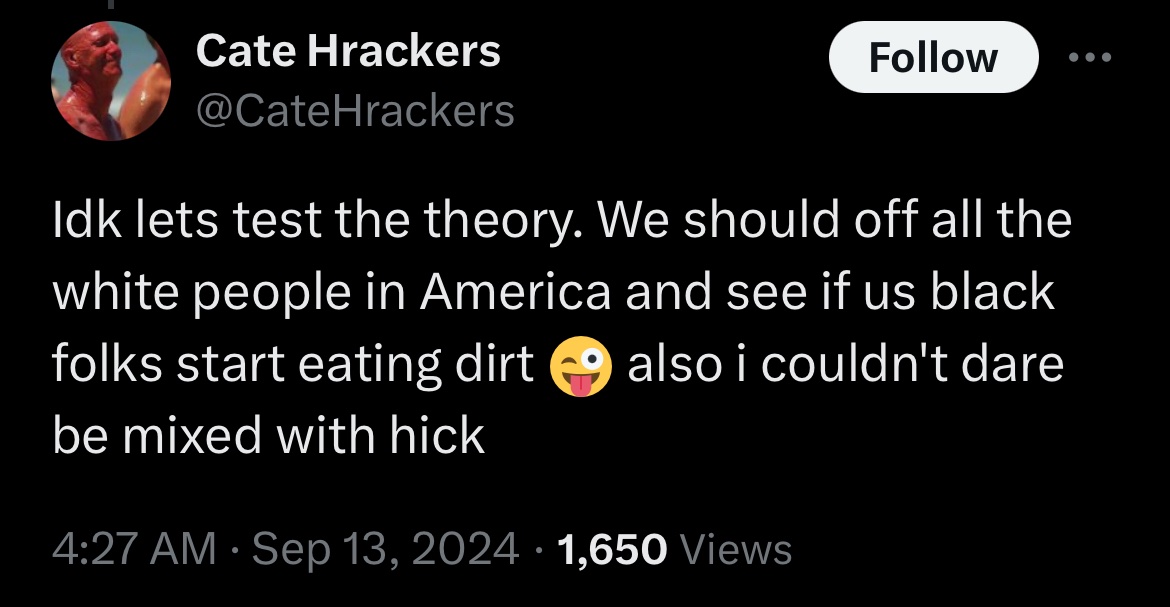 Cate Hrackers
Follow
@CateHrackers
Idk lets test the theory. We should off all the
white people in America and see if us black
folks start eating dirt 😜 also i couldn't dare
be mixed with hick
4:27 AM · Sep 13, 2024 · 1,650 Views